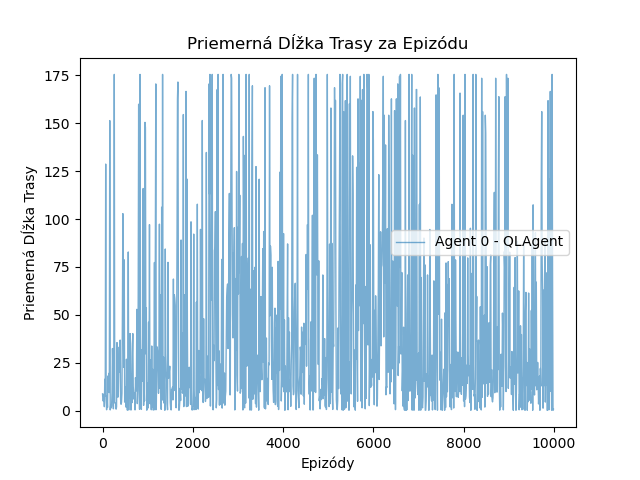 Priemerná Dĺžka Trasy za Epizódu
Priemerná Dĺžka Trasy
175
150
125
100
75
50
25
0
Agent 0 - QLAgent
0 2000 4000 6000 8000 10000
Epizódy